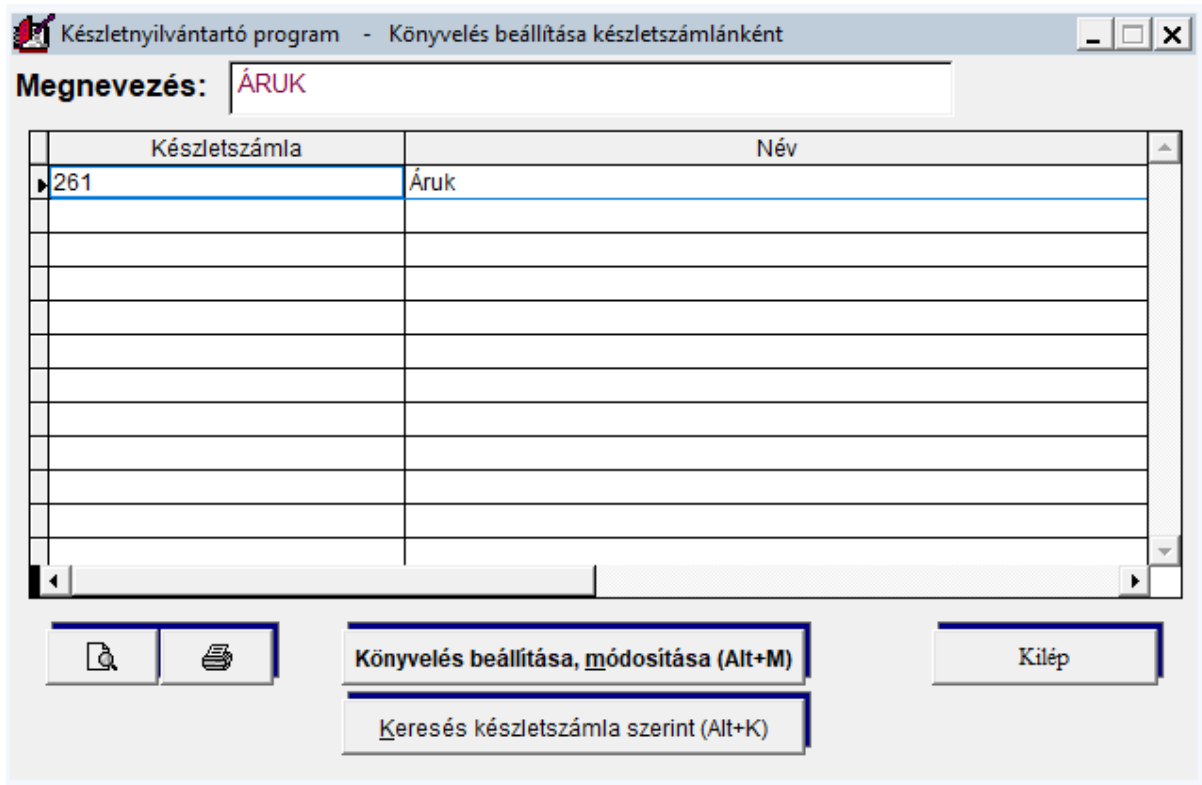 Készletnyilvántartó program - Könyvelés beállítása készletszámlánként
Megnevezés: ÁRUK
Készletszámla Név
261 Áruk
Könyvelés beállítása, módosítása (Alt+M) Kilép
Keresés készletszámla szerint (Alt+K)